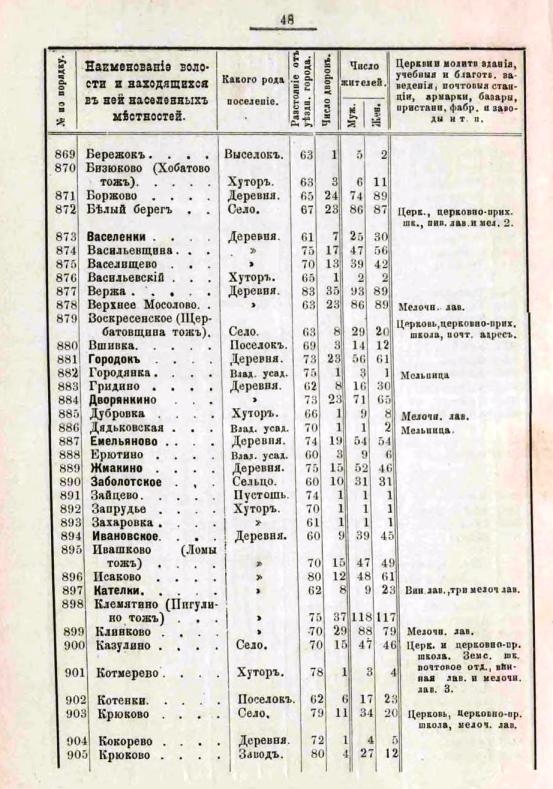 48
№ по порядку.
Наименованіе воло-
сти и находящихся
въ ней населенныхъ
мѣстностей.
Какого рода
поселеніе.
Разстояніе отъ
уѣздн. города.
Число дворовъ.
Число
жителей.
Муж. Жен.
Церкви и молитв зданія,
учебныя и благотв. за-
веденія, почтовыя стан-
ціи, ярмарки, базары,
пристани, фабр. и заво-
ды и т. п.
869 Бережокъ. . . . Выселокъ. 63 1 5 2
870 Бизюково (Хобатово
тожъ). . . . . Хуторъ. 63 3 6 11
871 Боржово . . . . Деревня. 65 24 74 89
872 Бѣлый берегъ . . Село. 67 23 86 87 Церк., церковно-прих.
шк., пив. лав. и мел. 2.
873 Васеленки . . . . Деревня. 61 7 25 30
874 Васильевщина . . . » 75 17 47 56
875 Васелищево . . . » 70 13 39 42
876 Васильевскій . . . Хуторъ. 65 1 2 2
877 Вержа . . . . . Деревня. 83 35 93 89
878 Верхнее Мосолово. . » 63 23 86 89 Мелочн. лав.
879 Воскресенское (Щер-
батовщина тожъ). Село. 63 8 29 20 Церковь, церковно-прих.
школа, почт. адресъ.
880 Вшивка. . . . . Поселокъ. 69 3 14 12
881 Городокъ . . . . Деревня. 73 23 56 61
882 Городянка. . . . Влад. усад. 75 1 3 1 Мельница
883 Гридино . . . . Деревня. 62 8 16 30
884 Дворянкино . . . » 73 23 71 65
885 Дубровка . . . . Хуторъ. 66 1 9 8 Мелочн. лав.
886 Дядьковская . . . Влад. усад. 70 1 1 2 Мельница.
887 Емельяново . . . . Деревня. 74 19 54 54
888 Ерютино . . . . Влад. усад. 60 3 9 6
889 Жмакино . . . . Деревня. 75 15 52 46
890 Заболотское . . . Сельцо. 60 10 31 31
891 Зайцево. . . . . Пустошь. 74 1 1 1
892 Запрудье . . . . Хуторъ. 70 1 1 1
893 Захаровка . . . . » 61 1 1 1
894 Ивановское. . . . Деревня. 60 9 39 45
895 Ивашково (Ломы
тожъ) . . . . » 70 15 47 49
896 Исаково . . . . » 80 12 48 61
897 Кателки. . . . . » 62 8 9 23 Вин лав., три мелоч лав.
898 Клемятино (Пигули-
но тожъ) . . . » 75 37 118 117
899 Клинково . . . . » 70 29 88 79 Мелочн. лав.
900 Казулино . . . . Село. 70 15 47 46 Церк. и церковно-пр.
школа. Земс. шк.
почтовое отд., вин-
ная лав. и мелочн.
лав. 3.
901 Котмерево . . . . Хуторъ. 78 1 3 4
902 Котенки. . . . . Поселокъ. 62 6 17 23
903 Крюково . . . . Село. 79 11 34 20 Церковь, церковно-пр.
школа, мелоч. лав.
904 Кокорево . . . . Деревня. 72 1 4 5
905 Крюково . . . . Заводъ. 80 4 27 12